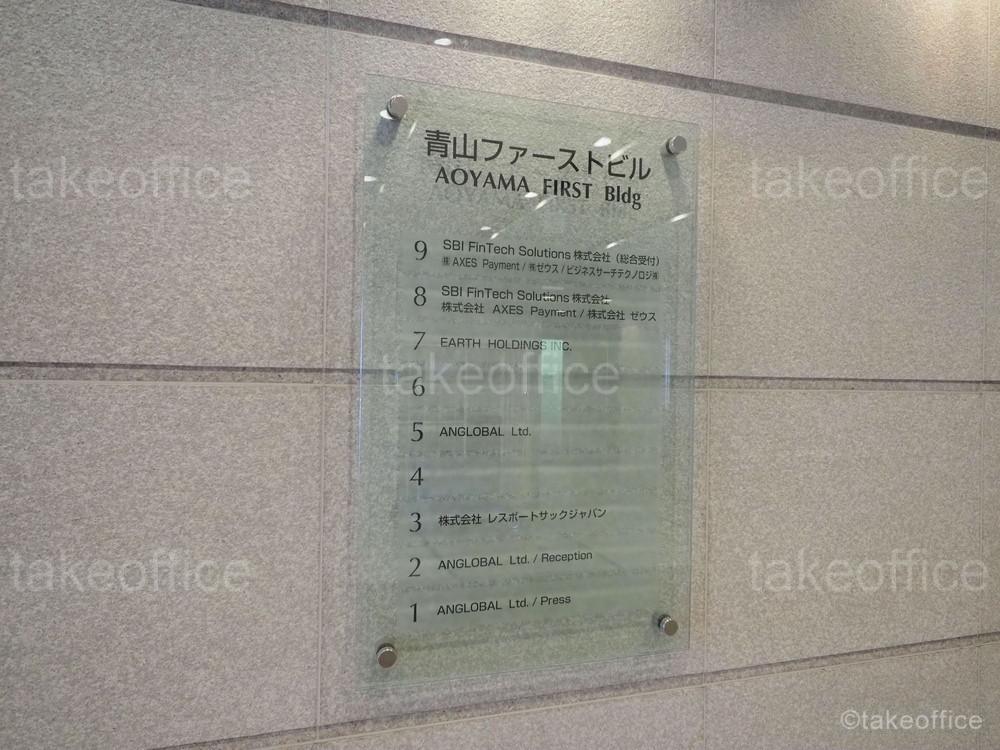 青山ファーストビル
AOYAMA FIRST Bldg
9 SBI FinTech Solutions 株式会社（総合受付）
㈱AXES Payment / ㈲ゼウス / ビジネスサーチテクノロジ㈱
8 SBI FinTech Solutions 株式会社
株式会社 AXES Payment / 株式会社 ゼウス
7 EARTH HOLDINGS INC.
6
5 ANGLOBAL Ltd.
4
3 株式会社 レスポートサックジャパン
2 ANGLOBAL Ltd. / Reception
1 ANGLOBAL Ltd. / Press
takeoffice
takeoffice
takeoffice
takeoffice
takeoffice
©takeoffice